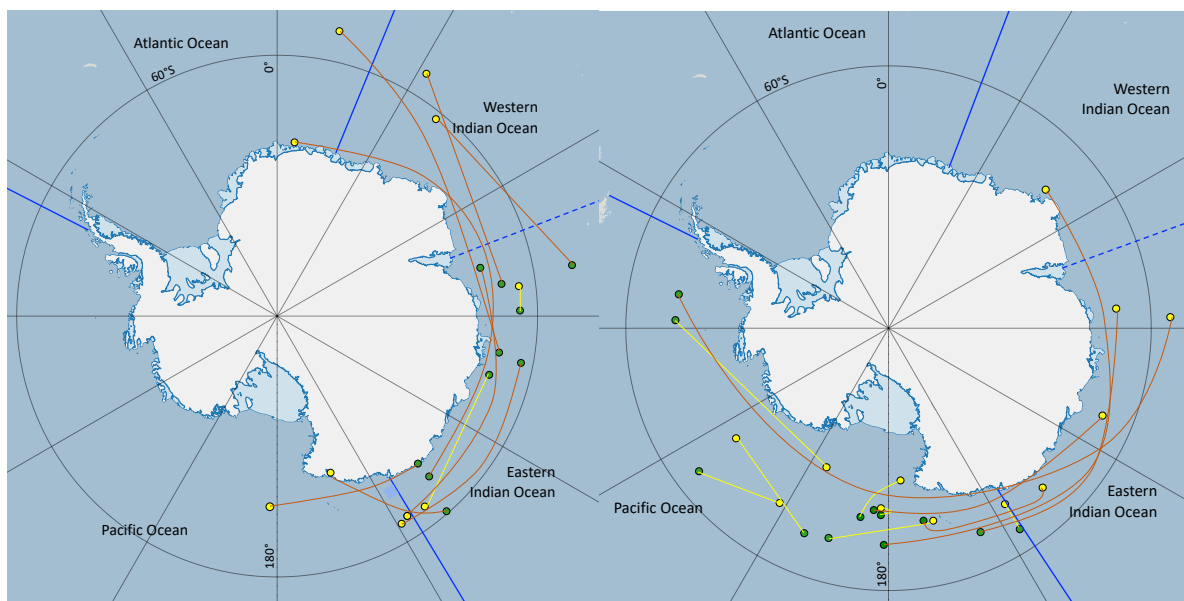 Atlantic Ocean
60°S
0°
Western
Indian Ocean
Eastern
Indian Ocean
Pacific Ocean
180°
Atlantic Ocean
60°S
0°
Western
Indian Ocean
Eastern
Indian Ocean
Pacific Ocean
180°